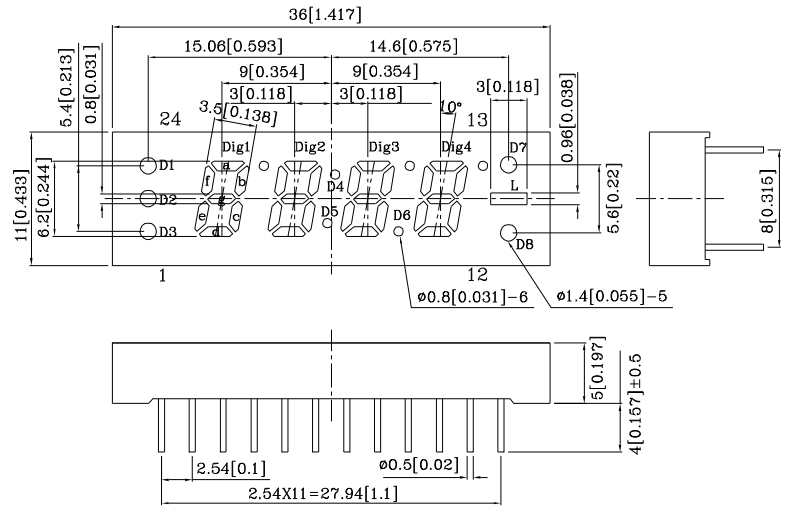 36[1.417]
15.06[0.593]
14.6[0.575]
9[0.354]
9[0.354]
3[0.118]
3[0.118]
3[0.118]
3.5[0.138]
10°
5.4[0.213]
0.8[0.031]
0.96[0.038]
24
13
Dig1
Dig2
Dig3
Dig4
D7
a
D1
D4
f
b
L
D2
g
D5
D6
e
c
D3
d
D8
11[0.433]
6.2[0.244]
5.6[0.22]
8[0.315]
1
12
ø0.8[0.031]-6
ø1.4[0.055]-5
5[0.197]
4[0.157]±0.5
2.54[0.1]
ø0.5[0.02]
2.54X11=27.94[1.1]